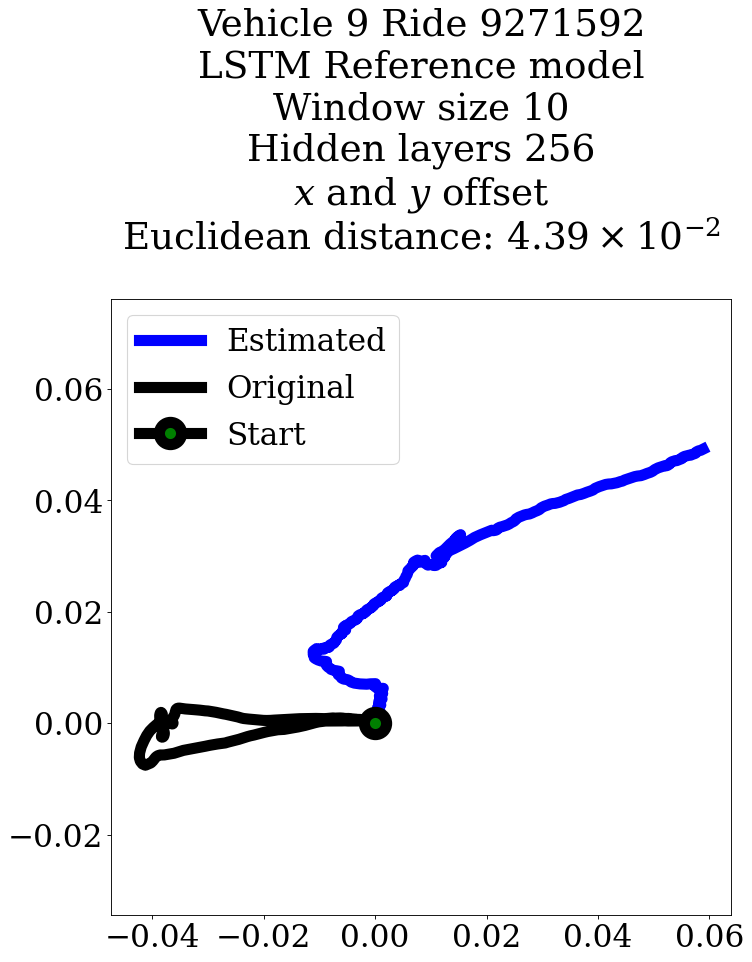 Vehicle 9 Ride 9271592
LSTM Reference model
Window size 10
Hidden layers 256
x and y offset
Euclidean distance: 4.39 × 10⁻²
Estimated
Original
Start
0.06
0.04
0.02
0.00
−0.02
−0.04 −0.02 0.00 0.02 0.04 0.06